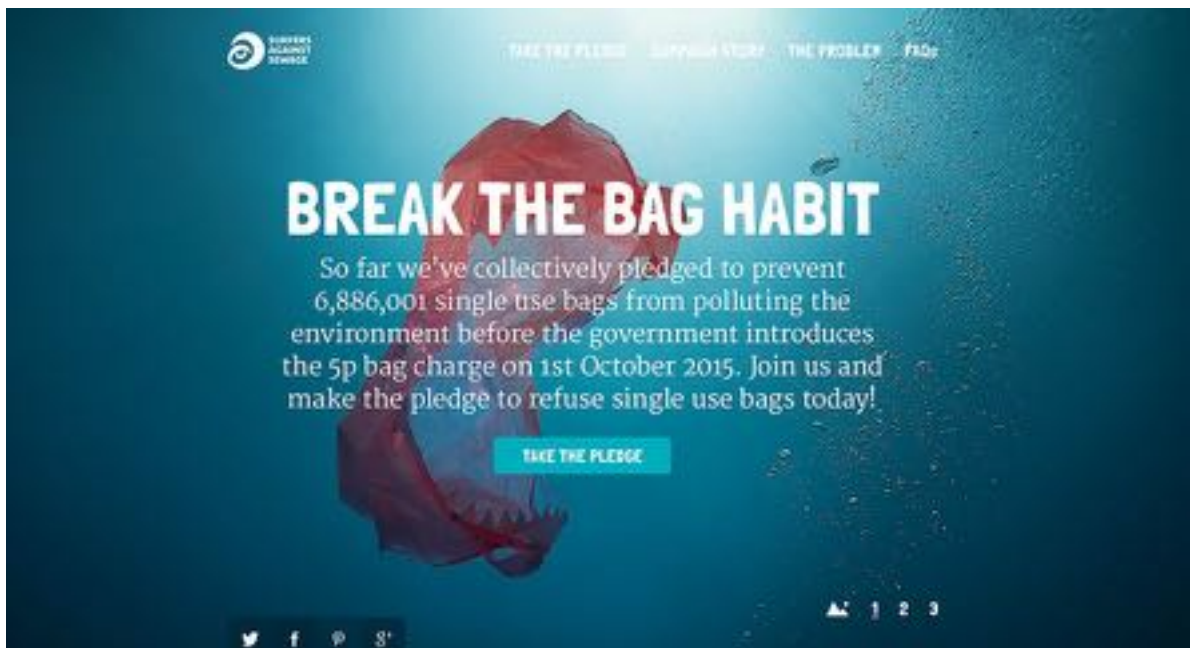 SURFERS
AGAINST
SEWAGE
TAKE THE PLEDGE CAMPAIGN STORY THE PROBLEM FAQs
BREAK THE BAG HABIT
So far we've collectively pledged to prevent
6,886,001 single use bags from polluting the
environment before the government introduces
the 5p bag charge on 1st October 2015. Join us and
make the pledge to refuse single use bags today!
TAKE THE PLEDGE
1 2 3
f g+